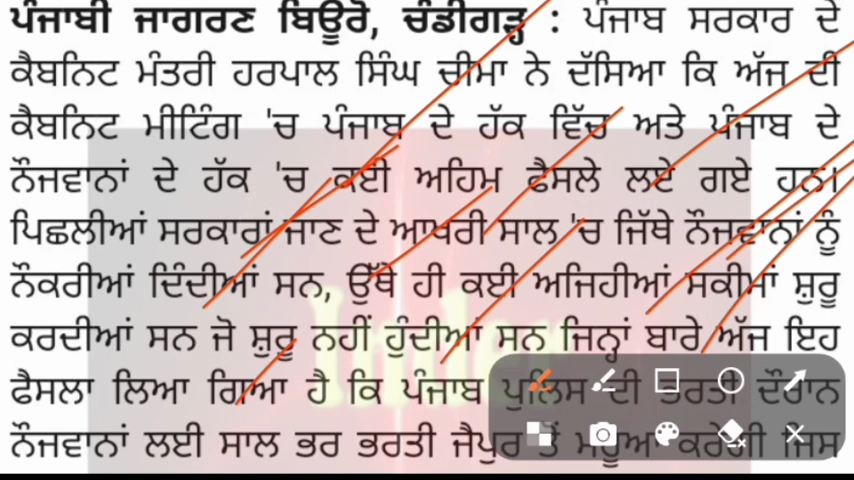 ਪੰਜਾਬੀ ਜਾਗਰਣ ਬਿਊਰੋ, ਚੰਡੀਗੜ੍ਹ : ਪੰਜਾਬ ਸਰਕਾਰ ਦੇ
ਕੈਬਨਿਟ ਮੰਤਰੀ ਹਰਪਾਲ ਸਿੰਘ ਚੀਮਾ ਨੇ ਦੱਸਿਆ ਕਿ ਅੱਜ ਦੀ
ਕੈਬਨਿਟ ਮੀਟਿੰਗ 'ਚ ਪੰਜਾਬ ਦੇ ਹੱਕ ਵਿੱਚ ਅਤੇ ਪੰਜਾਬ ਦੇ
ਨੌਜਵਾਨਾਂ ਦੇ ਹੱਕ 'ਚ ਕਈ ਅਹਿਮ ਫੈਸਲੇ ਲਏ ਗਏ ਹਨ।
ਪਿਛਲੀਆਂ ਸਰਕਾਰਾਂ ਜਾਣ ਦੇ ਆਖਰੀ ਸਾਲ 'ਚ ਜਿੱਥੇ ਨੌਜਵਾਨਾਂ ਨੂੰ
ਨੌਕਰੀਆਂ ਦਿੰਦੀਆਂ ਸਨ, ਉੱਥੇ ਹੀ ਕਈ ਅਜਿਹੀਆਂ ਸਕੀਮਾਂ ਸ਼ੁਰੂ
ਕਰਦੀਆਂ ਸਨ ਜੋ ਸ਼ੁਰੂ ਨਹੀਂ ਹੁੰਦੀਆਂ ਸਨ ਜਿਨ੍ਹਾਂ ਬਾਰੇ ਅੱਜ ਇਹ
ਫੈਸਲਾ ਲਿਆ ਗਿਆ ਹੈ ਕਿ ਪੰਜਾਬ ਪੁਲਿਸ ਦੀ ਭਰਤੀ ਦੌਰਾਨ
ਨੌਜਵਾਨਾਂ ਲਈ ਸਾਲ ਭਰ ਭਰਤੀ ਜੈਪੁਰ ਤੋਂ ਕਰੇਗੀ ਜਿਸ